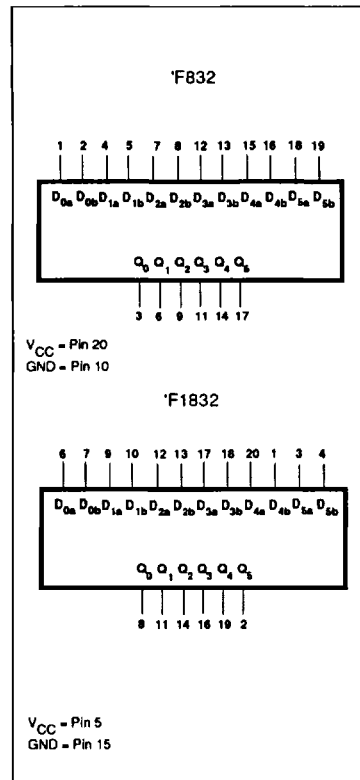 'F832
1 2 4 5 7 8 12 13 15 16 18 19
D0a D0b D1a D1b D2a D2b D3a D3b D4a D4b D5a D5b
Q0 Q1 Q2 Q3 Q4 Q5
3 6 9 11 14 17
VCC = Pin 20
GND = Pin 10
'F1832
6 7 9 10 12 13 17 18 20 1 3 4
D0a D0b D1a D1b D2a D2b D3a D3b D4a D4b D5a D5b
Q0 Q1 Q2 Q3 Q4 Q5
8 11 14 16 19 2
VCC = Pin 5
GND = Pin 15